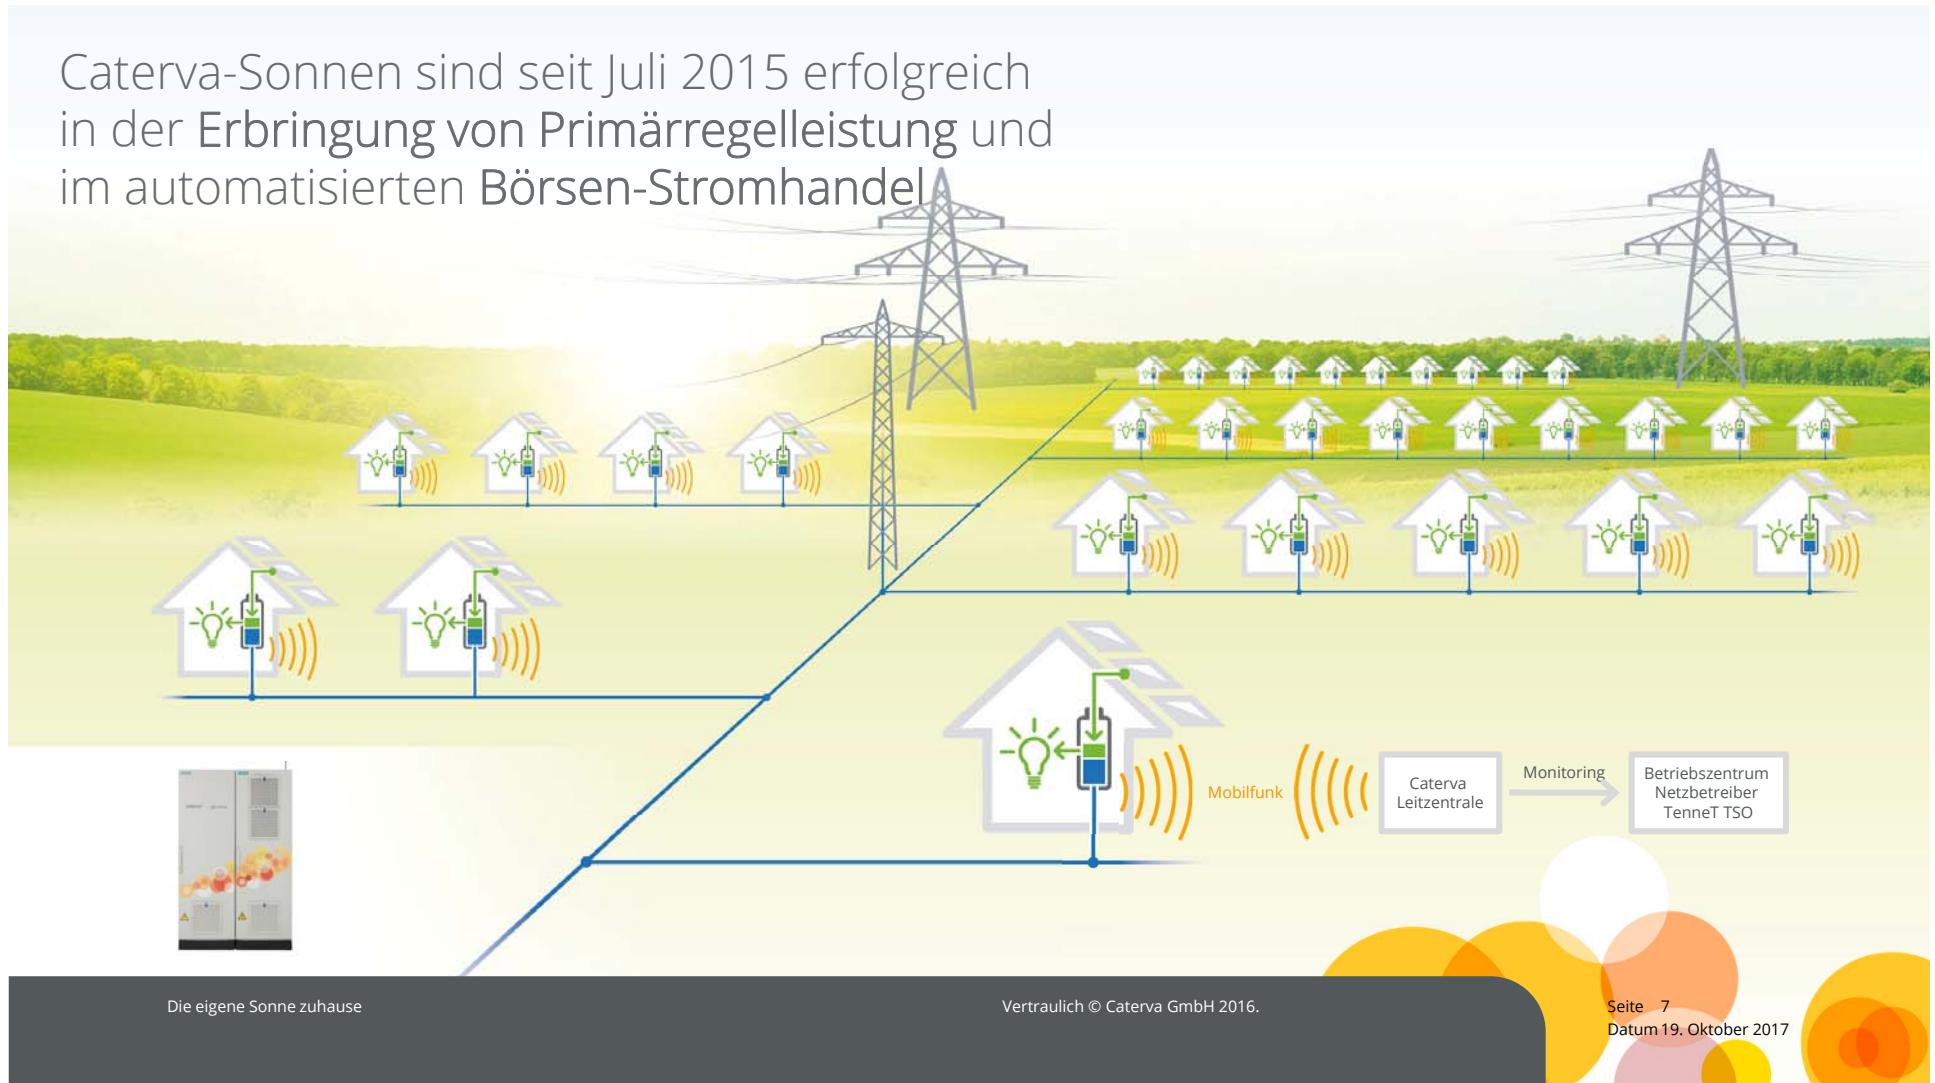 Caterva-Sonnen sind seit Juli 2015 erfolgreich
in der Erbringung von Primärregelleistung und
im automatisierten Börsen-Stromhandel
Mobilfunk
Caterva
Leitzentrale
Monitoring
Betriebszentrum
Netzbetreiber
TenneT TSO
Die eigene Sonne zuhause
Vertraulich © Caterva GmbH 2016.
Seite 7
Datum 19. Oktober 2017